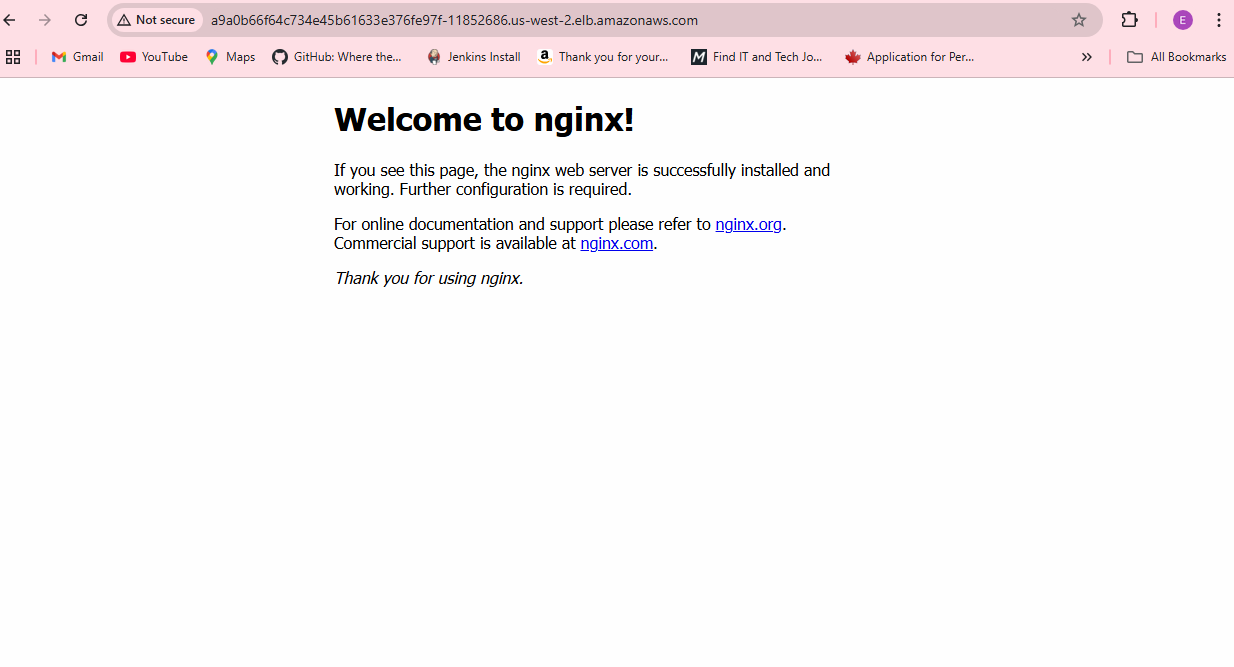 Not secure a9a0b66f64c734e45b61633e376fe97f-11852686.us-west-2.elb.amazonaws.com E
Gmail YouTube Maps GitHub: Where the... Jenkins Install a Thank you for your... M Find IT and Tech Jo... Application for Per... » All Bookmarks
Welcome to nginx!
If you see this page, the nginx web server is successfully installed and
working. Further configuration is required.
For online documentation and support please refer to nginx.org.
Commercial support is available at nginx.com.
Thank you for using nginx.